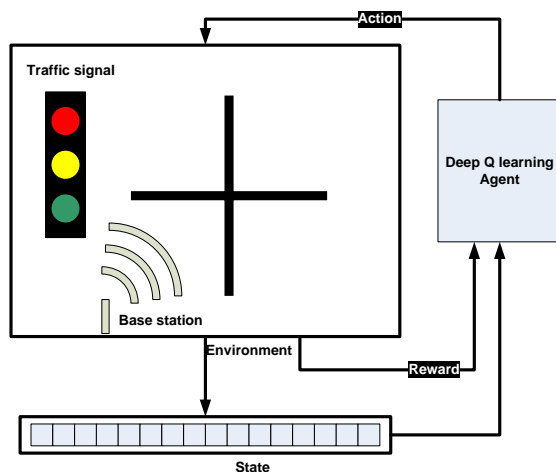 Action
Traffic signal
Deep Q learning
Agent
Base station
Environment
Reward
State